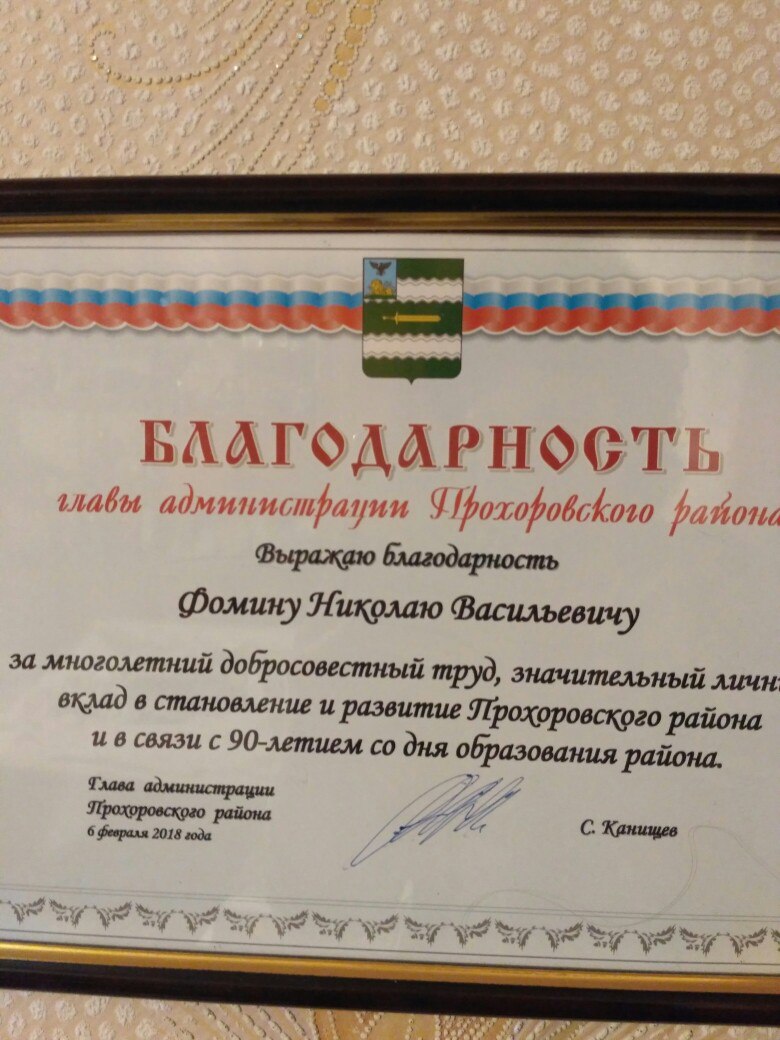 БЛАГОДАРНОСТЬ
главы администрации Прохоровского района
Выражаю благодарность
Фомину Николаю Васильевичу
за многолетний добросовестный труд, значительный личн
вклад в становление и развитие Прохоровского района
и в связи с 90-летием со дня образования района.
Глава администрации
Прохоровского района
6 февраля 2018 года
С. Канищев